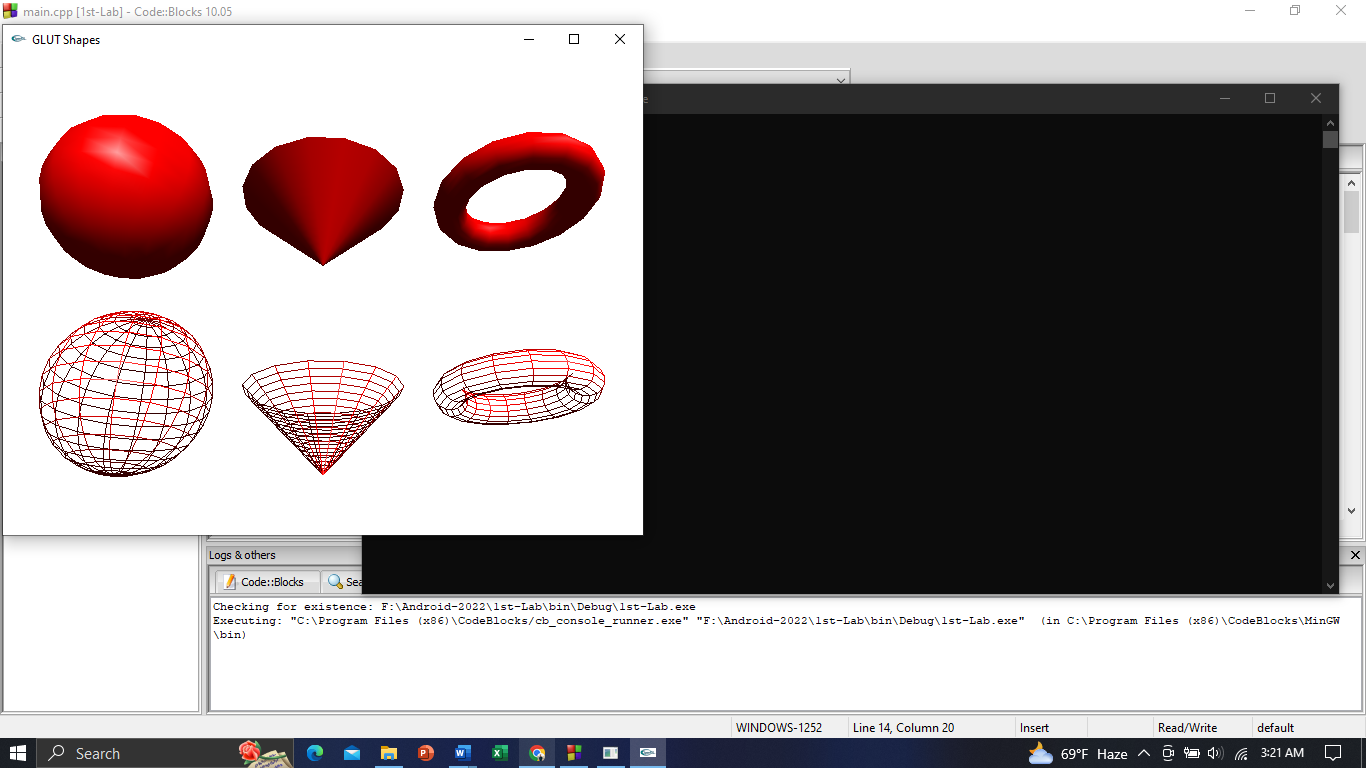 main.cpp [1st-Lab] - Code::Blocks 10.05
GLUT Shapes
Logs & others
Code::Blocks
Sea
Checking for existence: F:\Android-2022\1st-Lab\bin\Debug\1st-Lab.exe
Executing: "C:\Program Files (x86)\CodeBlocks/cb_console_runner.exe" "F:\Android-2022\1st-Lab\bin\Debug\1st-Lab.exe"  (in C:\Program Files (x86)\CodeBlocks\MinGW
\bin)
WINDOWS-1252
Line 14, Column 20
Insert
Read/Write
default
Search
69°F Haze
3:21 AM